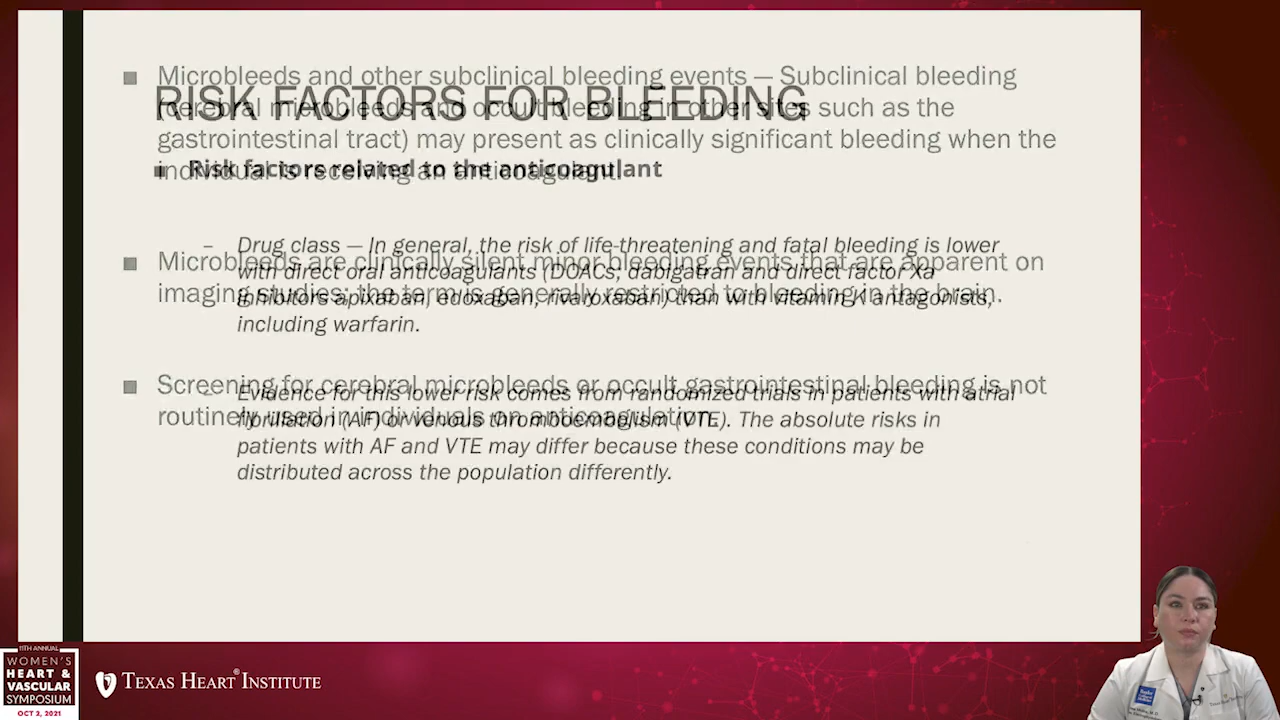 Microbleeds and other subclinical bleeding events — Subclinical bleeding
RISK FACTORS FOR BLEEDING
(cerebral microbleeds and occult bleeding in other sites such as the
gastrointestinal tract) may present as clinically significant bleeding when the
individual is receiving an anticoagulant.
Risk factors related to the anticoagulant
– Drug class — In general, the risk of life-threatening and fatal bleeding is lower
with direct oral anticoagulants (DOACs; dabigatran and direct factor Xa
inhibitors apixaban, edoxaban, rivaroxaban) than with vitamin K antagonists,
including warfarin.
Microbleeds are clinically silent minor bleeding events that are apparent on
imaging studies; the term is generally restricted to bleeding in the brain.
Screening for cerebral microbleeds or occult gastrointestinal bleeding is not
routinely used in individuals on anticoagulation.
– Evidence for this lower risk comes from randomized trials in patients with atrial
fibrillation (AF) or venous thromboembolism (VTE). The absolute risks in
patients with AF and VTE may differ because these conditions may be
distributed across the population differently.
11TH ANNUAL
WOMEN'S
HEART &
VASCULAR
SYMPOSIUM
OCT 2, 2021
TEXAS HEART® INSTITUTE